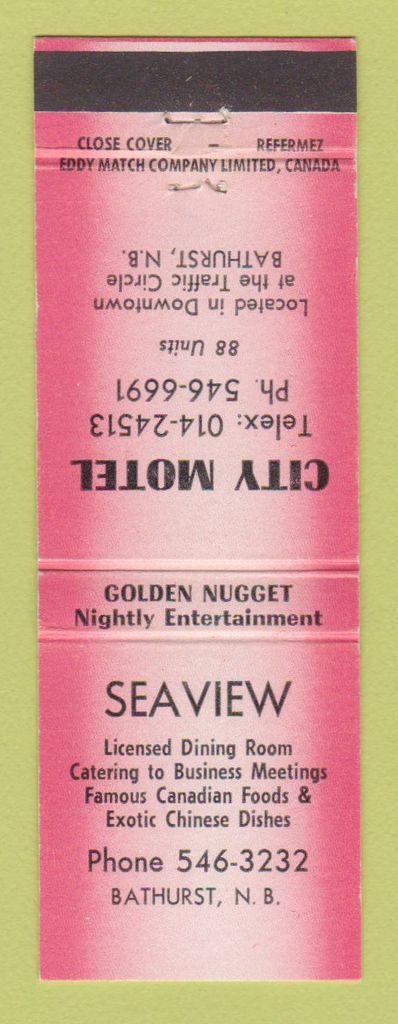 CLOSE COVER - REFERMEZ
EDDY MATCH COMPANY LIMITED, CANADA
CITY MOTEL
Telex: 014-24513
Ph. 546-6691
88 Units
Located in Downtown
at the Traffic Circle
BATHURST, N.B.
GOLDEN NUGGET
Nightly Entertainment
SEAVIEW
Licensed Dining Room
Catering to Business Meetings
Famous Canadian Foods &
Exotic Chinese Dishes
Phone 546-3232
BATHURST, N. B.